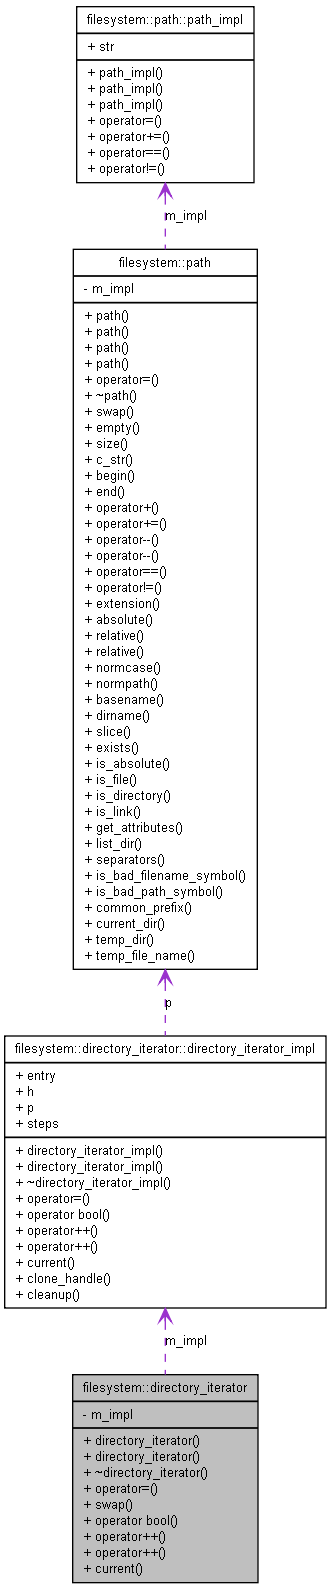 filesystem::path::path_impl
+ str
+ path_impl()
+ path_impl()
+ path_impl()
+ operator=()
+ operator+=()
+ operator==()
+ operator!=()
m_impl
filesystem::path
- m_impl
+ path()
+ path()
+ path()
+ path()
+ operator=()
+ ~path()
+ swap()
+ empty()
+ size()
+ c_str()
+ begin()
+ end()
+ operator+()
+ operator+=()
+ operator--()
+ operator--()
+ operator==()
+ operator!=()
+ extension()
+ absolute()
+ relative()
+ relative()
+ normcase()
+ normpath()
+ basename()
+ dirname()
+ slice()
+ exists()
+ is_absolute()
+ is_file()
+ is_directory()
+ is_link()
+ get_attributes()
+ list_dir()
+ separators()
+ is_bad_filename_symbol()
+ is_bad_path_symbol()
+ common_prefix()
+ current_dir()
+ temp_dir()
+ temp_file_name()
p
filesystem::directory_iterator::directory_iterator_impl
+ entry
+ h
+ p
+ steps
+ directory_iterator_impl()
+ directory_iterator_impl()
+ ~directory_iterator_impl()
+ operator=()
+ operator bool()
+ operator++()
+ operator++()
+ current()
+ clone_handle()
+ cleanup()
m_impl
filesystem::directory_iterator
- m_impl
+ directory_iterator()
+ directory_iterator()
+ ~directory_iterator()
+ operator=()
+ swap()
+ operator bool()
+ operator++()
+ operator++()
+ current()